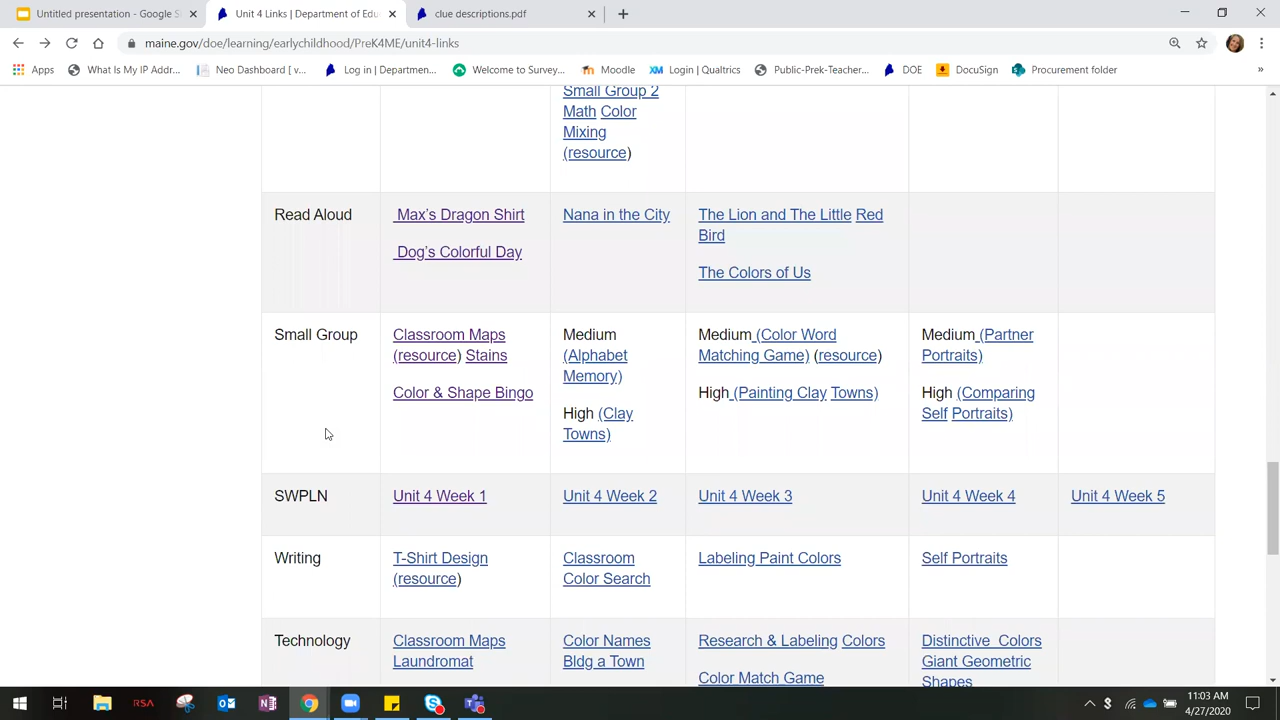 Untitled presentation - Google S
Unit 4 Links | Department of Edu
clue descriptions.pdf
maine.gov/doe/learning/earlychildhood/PreK4ME/unit4-links
Apps
What Is My IP Addr...
Neo Dashboard [ v...
Log in | Departmen...
Welcome to Survey...
Moodle
Login | Qualtrics
Public-Prek-Teacher...
DOE
DocuSign
Procurement folder
»
Small Group 2
Math Color
Mixing
(resource)
Read Aloud
Max's Dragon Shirt
Dog's Colorful Day
Nana in the City
The Lion and The Little Red
Bird
The Colors of Us
Small Group
Classroom Maps
(resource) Stains
Color & Shape Bingo
Medium
(Alphabet
Memory)
High (Clay
Towns)
Medium (Color Word
Matching Game) (resource)
High (Painting Clay Towns)
Medium (Partner
Portraits)
High (Comparing
Self Portraits)
SWPLN
Unit 4 Week 1
Unit 4 Week 2
Unit 4 Week 3
Unit 4 Week 4
Unit 4 Week 5
Writing
T-Shirt Design
(resource)
Classroom
Color Search
Labeling Paint Colors
Self Portraits
Technology
Classroom Maps
Laundromat
Color Names
Bldg a Town
Research & Labeling Colors
Color Match Game
Distinctive Colors
Giant Geometric
Shapes
RSA
11:03 AM
4/27/2020